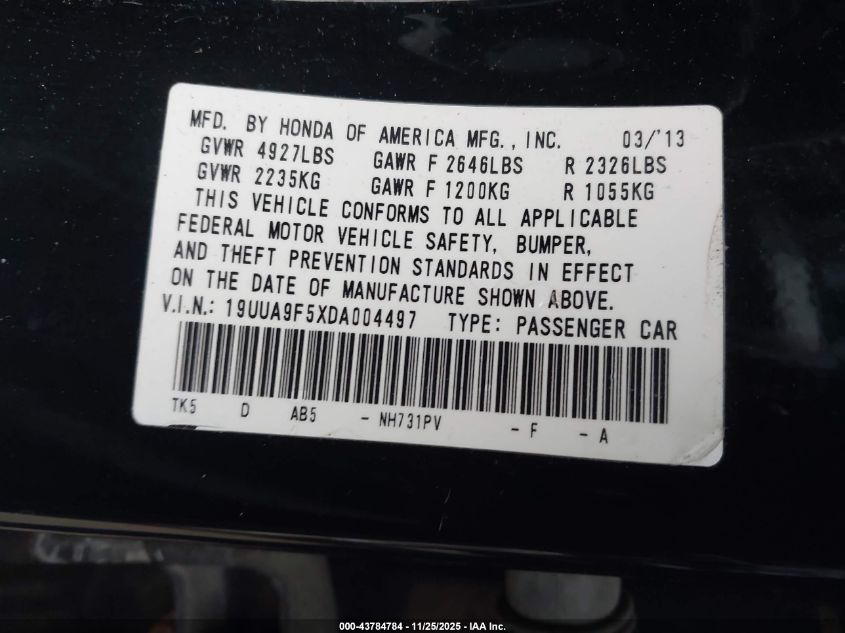 MFD. BY HONDA OF AMERICA MFG., INC. 03/'13
GVWR 4927LBS GAWR F 2646LBS R 2326LBS
GVWR 2235KG GAWR F 1200KG R 1055KG
THIS VEHICLE CONFORMS TO ALL APPLICABLE
FEDERAL MOTOR VEHICLE SAFETY, BUMPER,
AND THEFT PREVENTION STANDARDS IN EFFECT
ON THE DATE OF MANUFACTURE SHOWN ABOVE.
V.I.N.: 19UUA9F5XDA004497 TYPE: PASSENGER CAR
TK5 D AB5 - NH731PV - F - A
000-43784784 - 11/25/2025 - IAA Inc.